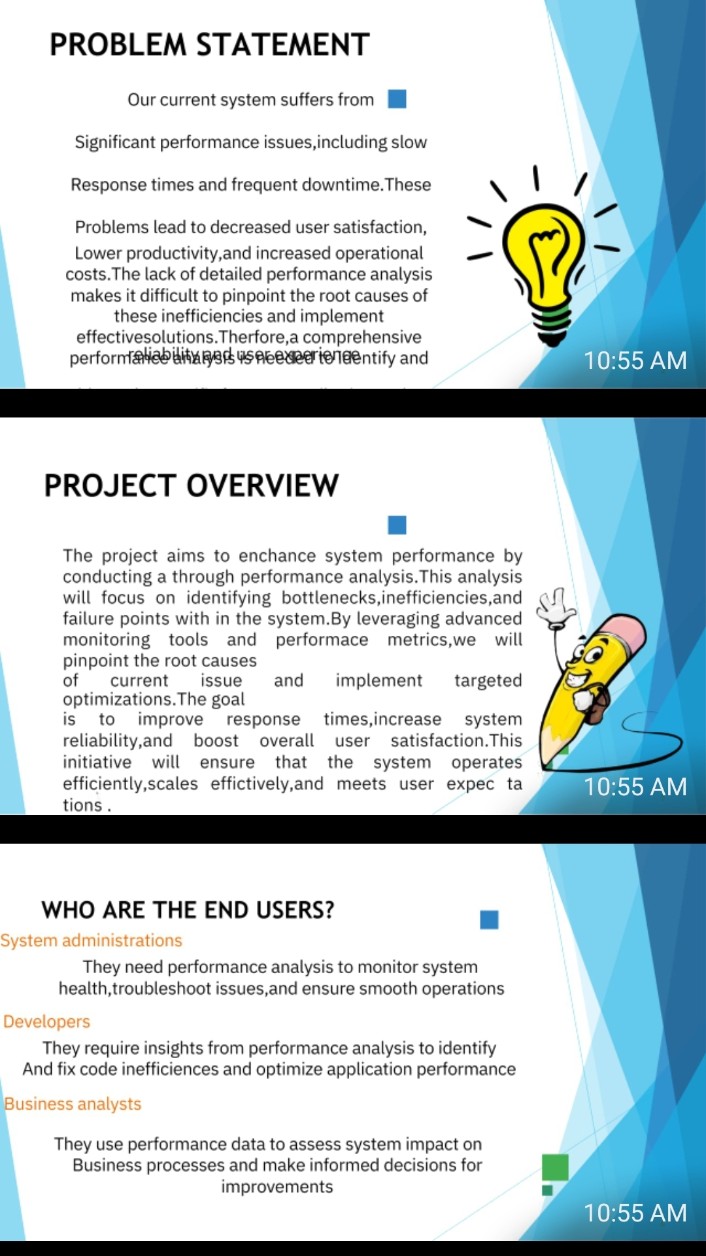 PROBLEM STATEMENT
Our current system suffers from
Significant performance issues,including slow
Response times and frequent downtime.These
Problems lead to decreased user satisfaction,
Lower productivity,and increased operational
costs.The lack of detailed performance analysis
makes it difficult to pinpoint the root causes of
these inefficiencies and implement
effectivesolutions.Therfore,a comprehensive
reliability,and user experience
performance analysis is needed to identify and
10:55 AM
PROJECT OVERVIEW
The project aims to enchance system performance by
conducting a through performance analysis.This analysis
will focus on identifying bottlenecks,inefficiencies,and
failure points with in the system.By leveraging advanced
monitoring tools and performace metrics,we will
pinpoint the root causes
of current issue and implement targeted
optimizations.The goal
is to improve response times,increase system
reliability,and boost overall user satisfaction.This
initiative will ensure that the system operates
efficiently,scales effictively,and meets user expec ta
tions .
10:55 AM
WHO ARE THE END USERS?
System administrations
They need performance analysis to monitor system
health,troubleshoot issues,and ensure smooth operations
Developers
They require insights from performance analysis to identify
And fix code inefficiences and optimize application performance
Business analysts
They use performance data to assess system impact on
Business processes and make informed decisions for
improvements
10:55 AM